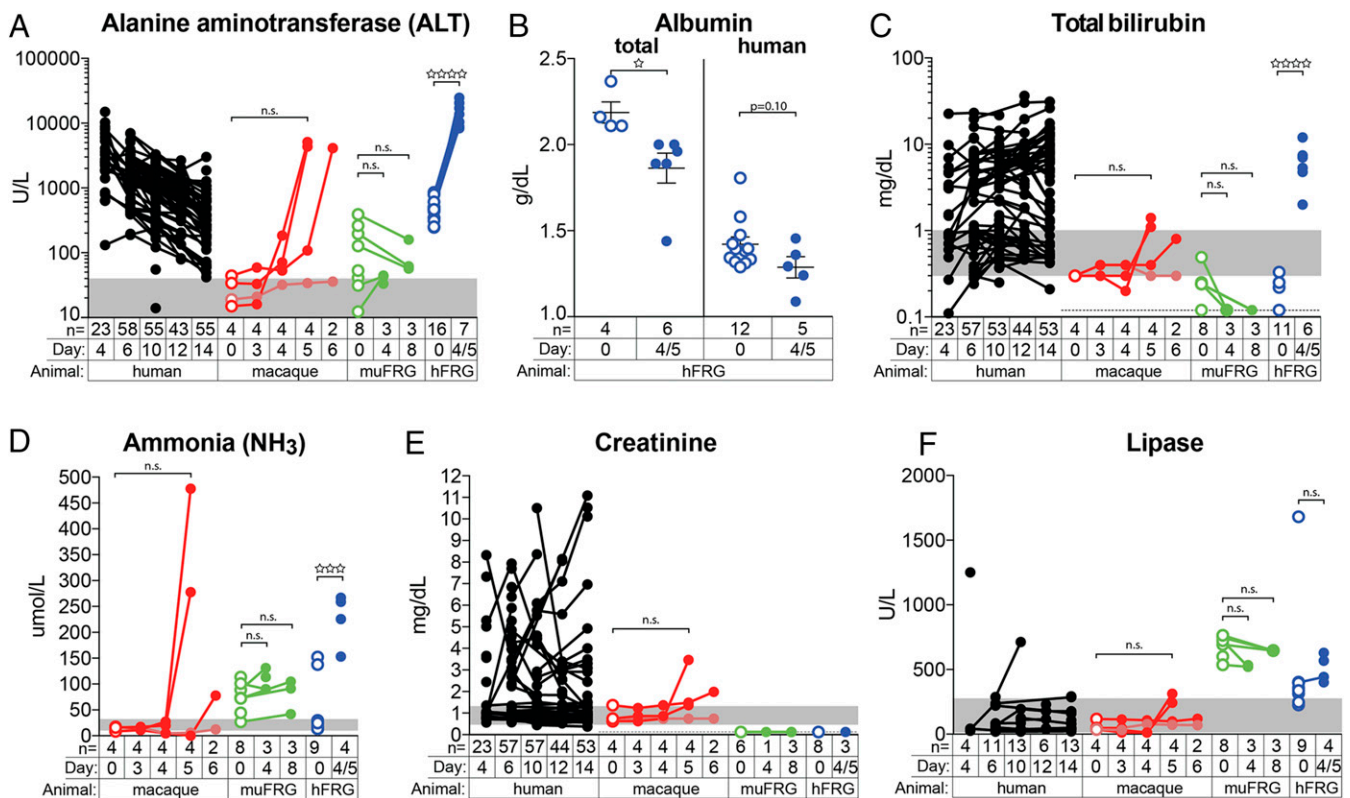 A Alanine aminotransferase (ALT)
100000
10000
1000
100
10
U/L
n.s.
n.s.
n.s.
☆☆☆☆
n= 23 58 55 43 55 4 4 4 4 2 8 3 3 16 7
Day: 4 6 10 12 14 0 3 4 5 6 0 4 8 0 4/5
Animal: human macaque muFRG hFRG
B Albumin
total human
2.5
2.0
1.5
1.0
g/dL
☆
p=0.10
n= 4 6 12 5
Day: 0 4/5 0 4/5
Animal: hFRG
C Total bilirubin
100
10
1
0.1
mg/dL
n.s.
n.s.
n.s.
☆☆☆☆
n= 23 57 53 44 53 4 4 4 4 2 8 3 3 11 6
Day: 4 6 10 12 14 0 3 4 5 6 0 4 8 0 4/5
Animal: human macaque muFRG hFRG
D Ammonia (NH3)
500
450
400
350
300
250
200
150
100
50
0
umol/L
n.s.
n.s.
n.s.
☆☆☆
n= 4 4 4 4 2 8 3 3 9 4
Day: 0 3 4 5 6 0 4 8 0 4/5
Animal: macaque muFRG hFRG
E Creatinine
12
11
10
9
8
7
6
5
4
3
2
1
0
mg/dL
n.s.
n= 23 57 57 44 53 4 4 4 4 2 6 1 3 8 3
Day: 4 6 10 12 14 0 3 4 5 6 0 4 8 0 4/5
Animal: human macaque muFRG hFRG
F Lipase
2000
1500
1000
500
0
U/L
n.s.
n.s.
n.s.
n.s.
n= 4 11 13 6 13 4 4 4 4 2 8 3 3 9 4
Day: 4 6 10 12 14 0 3 4 5 6 0 4 8 0 4/5
Animal: human macaque muFRG hFRG